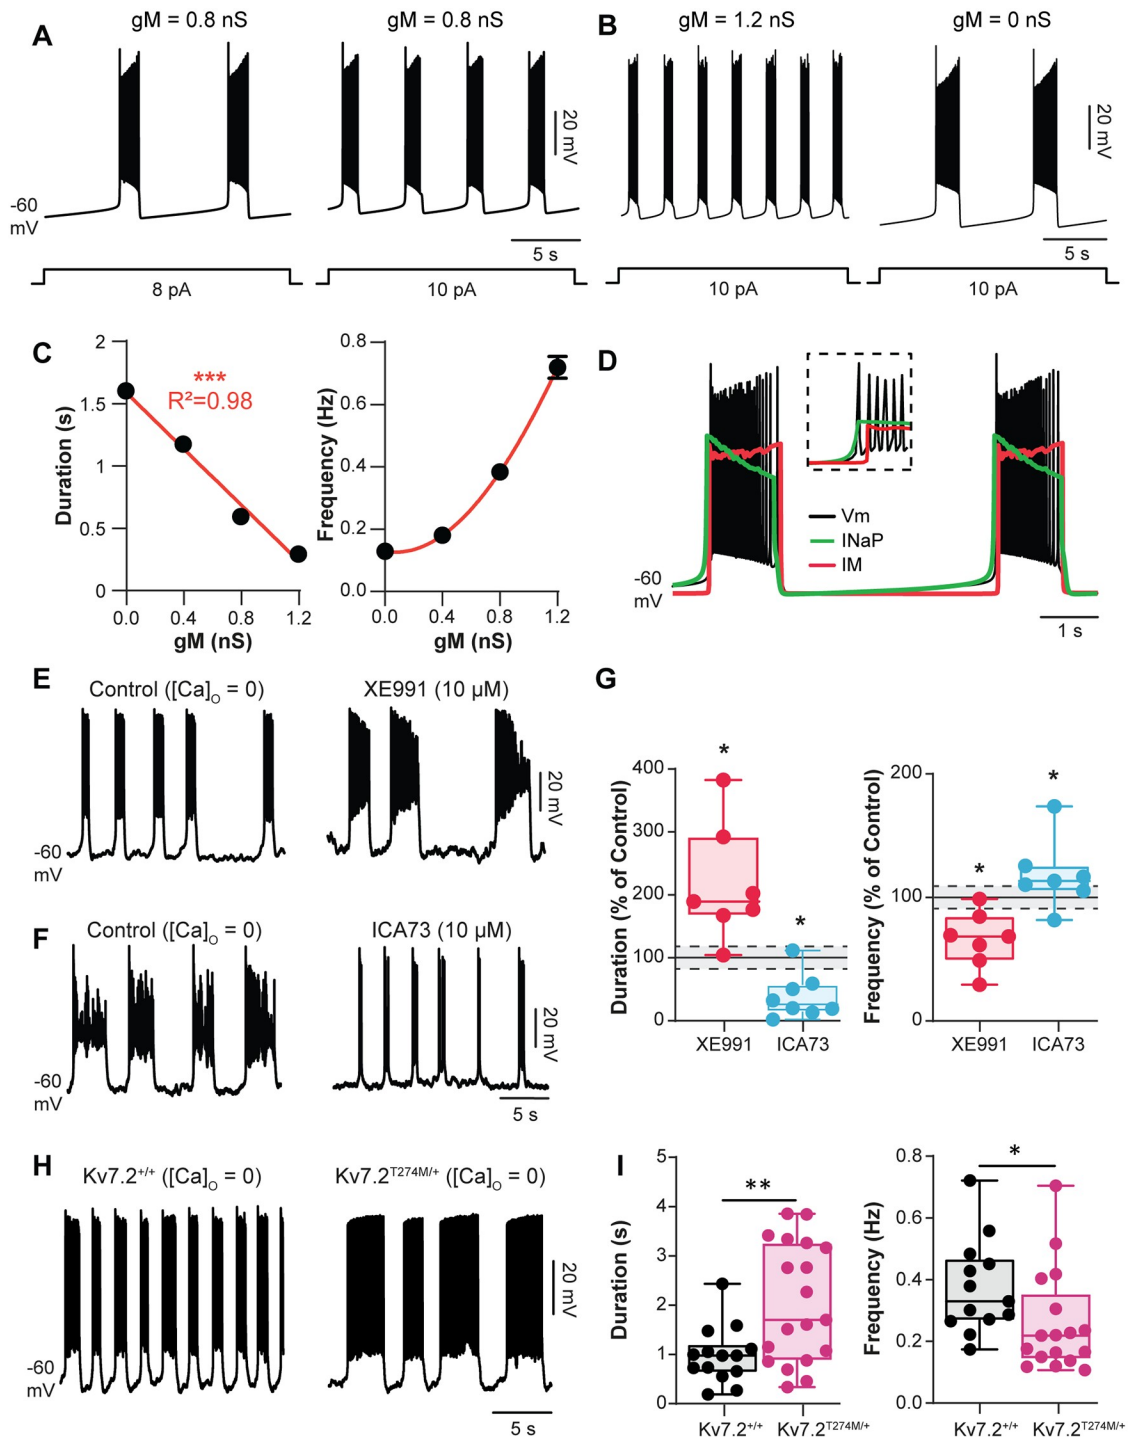 A
gM = 0.8 nS
gM = 0.8 nS
20 mV
-60
mV
5 s
8 pA
10 pA
B
gM = 1.2 nS
gM = 0 nS
20 mV
5 s
10 pA
10 pA
C
Duration (s)
2
1.5
1
0.5
0
***
R²=0.98
0.0 0.4 0.8 1.2
gM (nS)
Frequency (Hz)
0.8
0.6
0.4
0.2
0.0
0.0 0.4 0.8 1.2
gM (nS)
D
Vm
INaP
IM
-60
mV
1 s
E
Control ([Ca]O = 0)
XE991 (10 µM)
20 mV
-60
mV
F
Control ([Ca]O = 0)
ICA73 (10 µM)
20 mV
-60
mV
5 s
G
Duration (% of Control)
400
300
200
100
0
*
*
XE991 ICA73
Frequency (% of Control)
200
100
0
*
*
XE991 ICA73
H
Kv7.2+/+ ([Ca]O = 0)
Kv7.2T274M/+ ([Ca]O = 0)
20 mV
-60
mV
5 s
I
Duration (s)
5
4
3
2
1
0
**
Kv7.2+/+ Kv7.2T274M/+
Frequency (Hz)
0.8
0.6
0.4
0.2
0.0
*
Kv7.2+/+ Kv7.2T274M/+